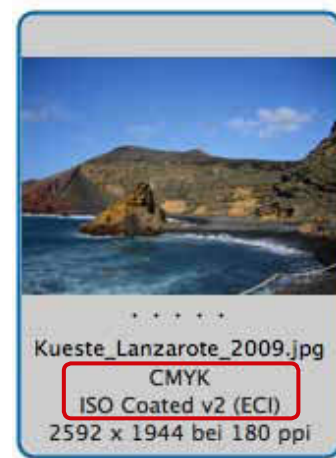 Kueste_Lanzarote_2009.jpg
CMYK
ISO Coated v2 (ECI)
2592 x 1944 bei 180 ppi